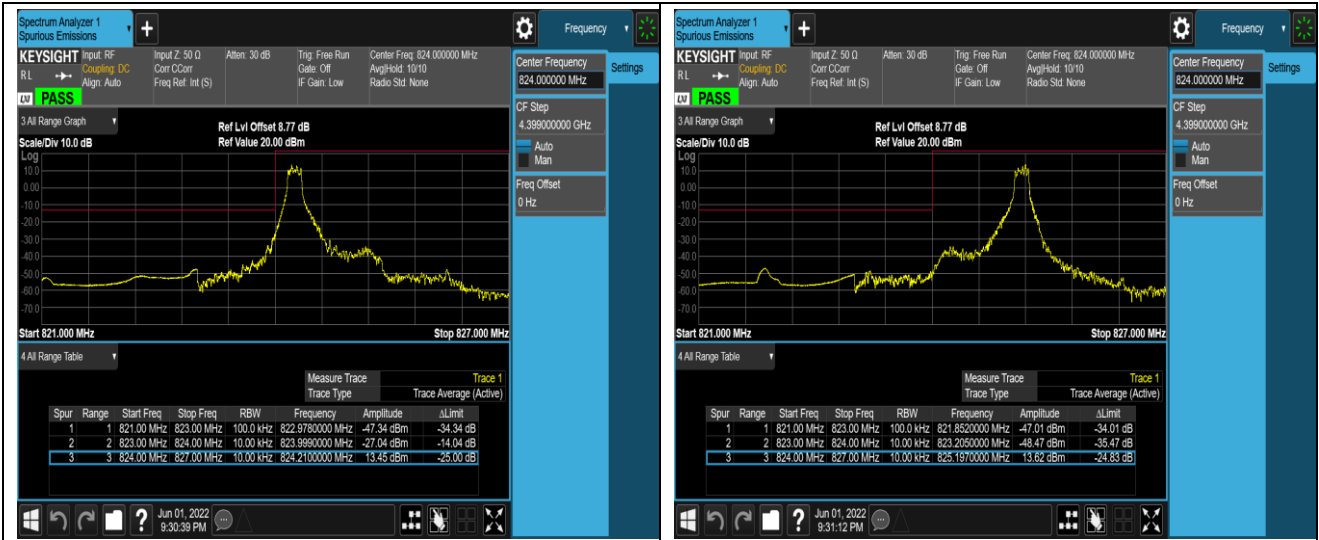 Spectrum Analyzer 1
Spurious Emissions
+
Frequency
KEYSIGHT Input: RF Input Z: 50 Ω Atten: 30 dB Trig: Free Run Center Freq: 824.000000 MHz
RL Coupling: DC Corr CCorr Gate: Off Avg|Hold: 10/10
Align: Auto Freq Ref: Int (S) IF Gain: Low Radio Std: None
PASS
Center Frequency
824.000000 MHz
Settings
CF Step
4.399000000 GHz
Auto
Man
Freq Offset
0 Hz
3 All Range Graph
Ref Lvl Offset 8.77 dB
Scale/Div 10.0 dB Ref Value 20.00 dBm
Log
10.0
0.00
-10.0
-20.0
-30.0
-40.0
-50.0
-60.0
-70.0
Start 821.000 MHz Stop 827.000 MHz
4 All Range Table
Measure Trace Trace 1
Trace Type Trace Average (Active)
Spur Range Start Freq Stop Freq RBW Frequency Amplitude ΔLimit
1 1 821.00 MHz 823.00 MHz 100.0 kHz 822.9780000 MHz -47.34 dBm -34.34 dB
2 2 823.00 MHz 824.00 MHz 10.00 kHz 823.9990000 MHz -27.04 dBm -14.04 dB
3 3 824.00 MHz 827.00 MHz 10.00 kHz 824.2100000 MHz 13.45 dBm -25.00 dB
?
Jun 01, 2022
9:30:39 PM
Spectrum Analyzer 1
Spurious Emissions
+
Frequency
KEYSIGHT Input: RF Input Z: 50 Ω Atten: 30 dB Trig: Free Run Center Freq: 824.000000 MHz
RL Coupling: DC Corr CCorr Gate: Off Avg|Hold: 10/10
Align: Auto Freq Ref: Int (S) IF Gain: Low Radio Std: None
PASS
Center Frequency
824.000000 MHz
Settings
CF Step
4.399000000 GHz
Auto
Man
Freq Offset
0 Hz
3 All Range Graph
Ref Lvl Offset 8.77 dB
Scale/Div 10.0 dB Ref Value 20.00 dBm
Log
10.0
0.00
-10.0
-20.0
-30.0
-40.0
-50.0
-60.0
-70.0
Start 821.000 MHz Stop 827.000 MHz
4 All Range Table
Measure Trace Trace 1
Trace Type Trace Average (Active)
Spur Range Start Freq Stop Freq RBW Frequency Amplitude ΔLimit
1 1 821.00 MHz 823.00 MHz 100.0 kHz 821.8520000 MHz -47.01 dBm -34.01 dB
2 2 823.00 MHz 824.00 MHz 10.00 kHz 823.2050000 MHz -48.47 dBm -35.47 dB
3 3 824.00 MHz 827.00 MHz 10.00 kHz 825.1970000 MHz 13.62 dBm -24.83 dB
?
Jun 01, 2022
9:31:12 PM